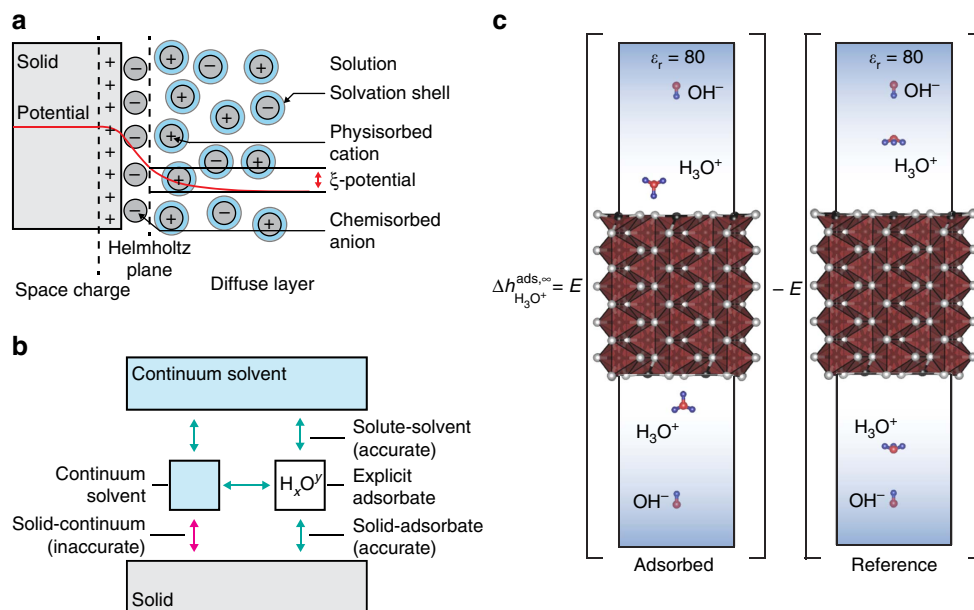 a
Solid
Potential
Solution
Solvation shell
Physisorbed
cation
ξ-potential
Chemisorbed
anion
Helmholtz
plane
Space charge
Diffuse layer
b
Continuum solvent
Solute-solvent
(accurate)
Continuum
solvent
HₓOʸ
Explicit
adsorbate
Solid-continuum
(inaccurate)
Solid-adsorbate
(accurate)
Solid
c
εᵣ = 80
OH⁻
H₃O⁺
Δh^{ads,∞}_{H₃O⁺} = E
H₃O⁺
OH⁻
Adsorbed
– E
εᵣ = 80
OH⁻
H₃O⁺
H₃O⁺
OH⁻
Reference